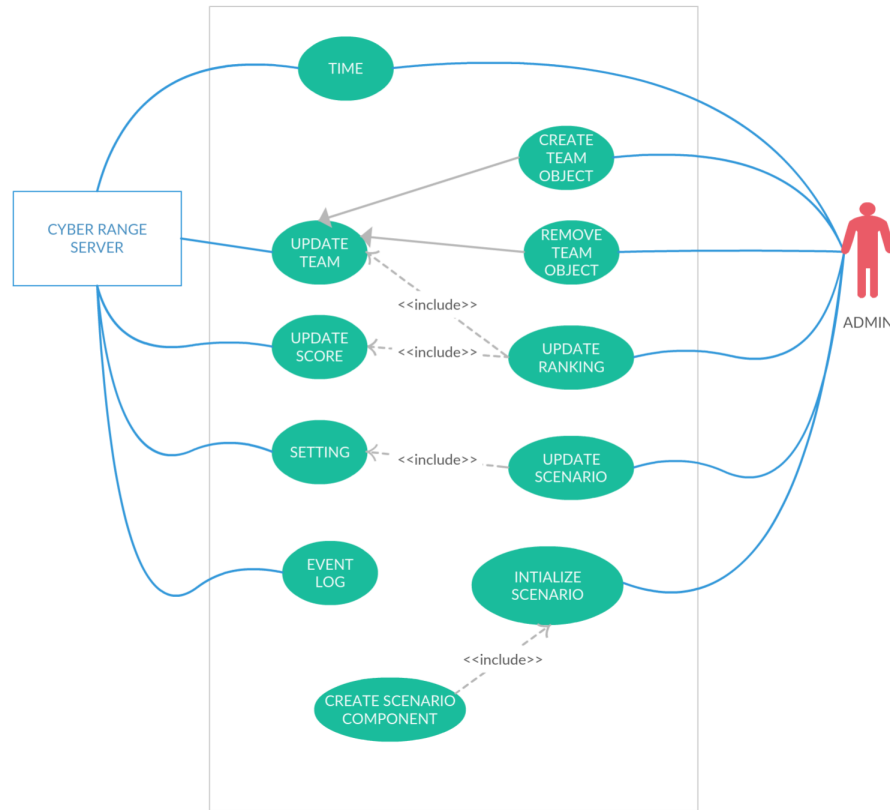 TIME
CREATE
TEAM
OBJECT
CYBER RANGE
SERVER
UPDATE
TEAM
REMOVE
TEAM
OBJECT
<<include>>
ADMIN
UPDATE
SCORE
<<include>>
UPDATE
RANKING
SETTING
<<include>>
UPDATE
SCENARIO
EVENT
LOG
INTIALIZE
SCENARIO
<<include>>
CREATE SCENARIO
COMPONENT